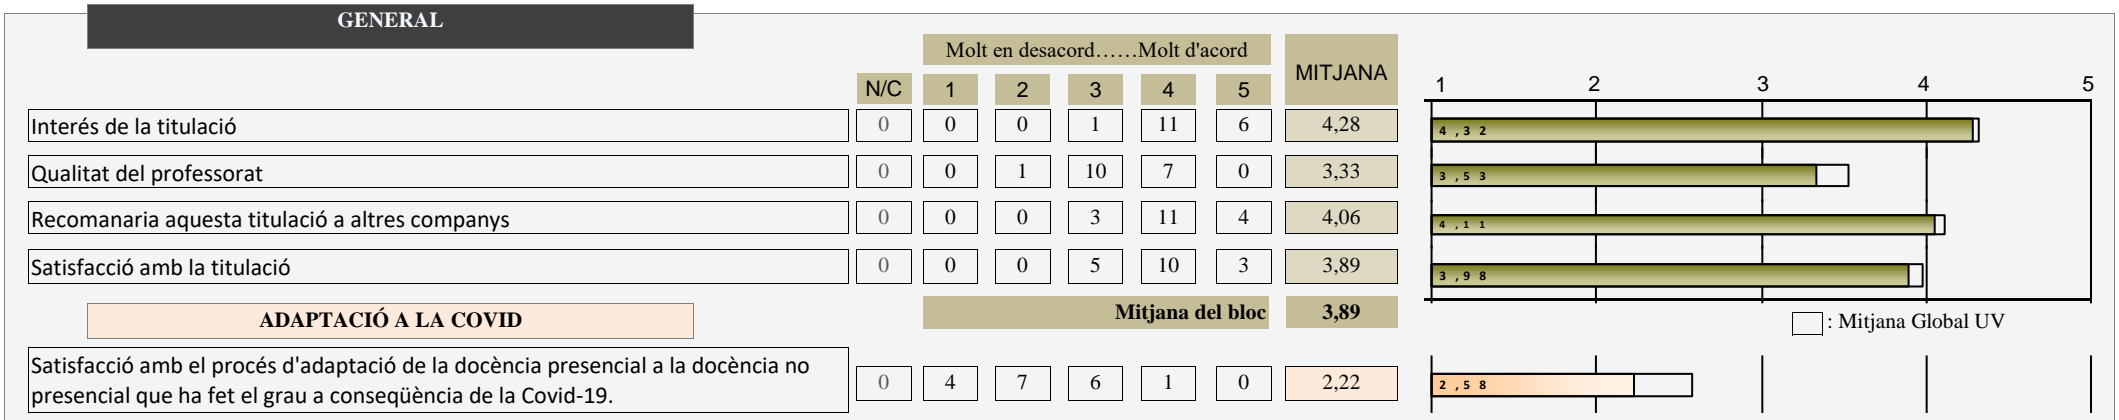 GENERAL
Molt en desacord……Molt d'acord
MITJANA
N/C 1 2 3 4 5
1 2 3 4 5
Interés de la titulació 0 0 0 1 11 6 4,28 4,32
Qualitat del professorat 0 0 1 10 7 0 3,33 3,53
Recomanaria aquesta titulació a altres companys 0 0 0 3 11 4 4,06 4,11
Satisfacció amb la titulació 0 0 0 5 10 3 3,89 3,98
Mitjana del bloc 3,89
ADAPTACIÓ A LA COVID
: Mitjana Global UV
Satisfacció amb el procés d'adaptació de la docència presencial a la docència no
presencial que ha fet el grau a conseqüència de la Covid-19.
0 4 7 6 1 0 2,22 2,58